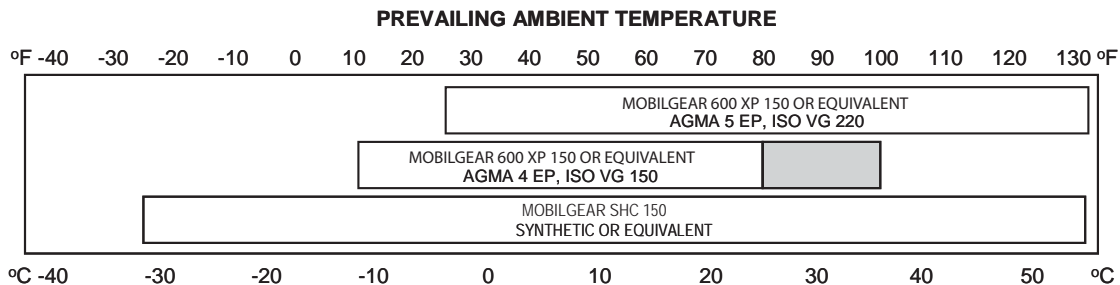 PREVAILING AMBIENT TEMPERATURE
ºF -40 -25 -20 -10 0 10 20 30 40 50 60 70 80 90 100 110 120 130 ºF
MOBILGEAR 600 XP 150 OR EQUIVALENT
AGMA 5 EP, ISO VG 220
MOBILGEAR 600 XP 150 OR EQUIVALENT
AGMA 4 EP, ISO VG 150
MOBILGEAR SHC 150
SYNTHETIC OR EQUIVALENT
ºC -40 -30 -20 -10 0 10 20 30 40 50 ºC